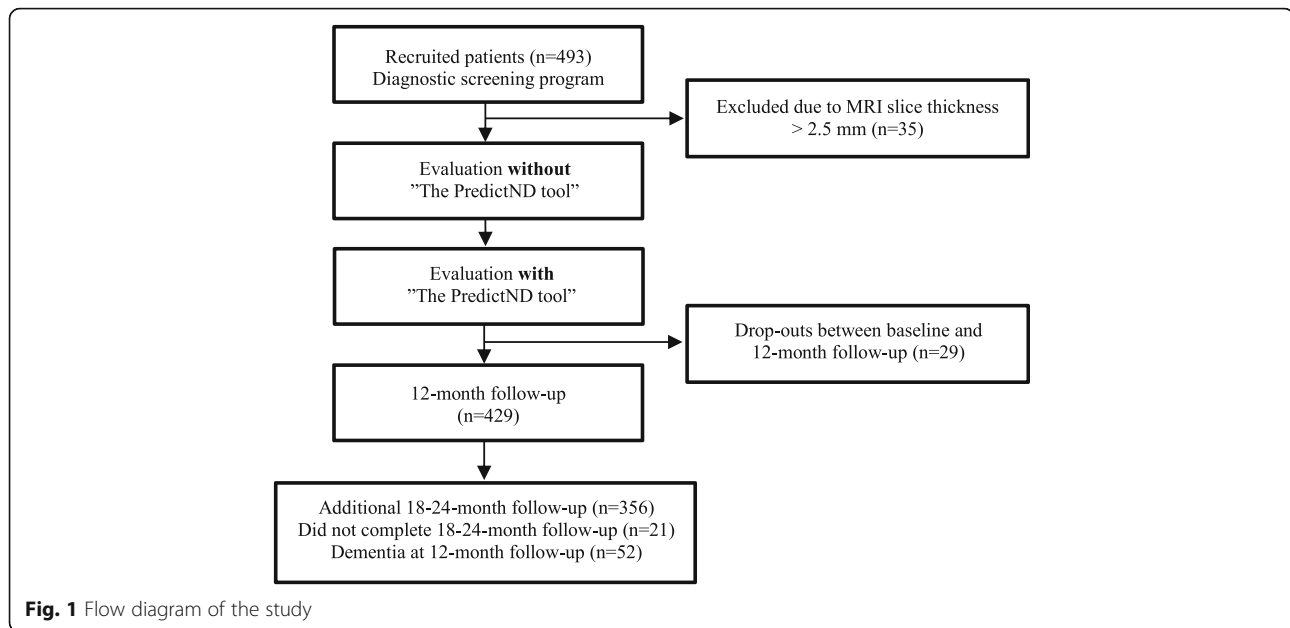 Recruited patients (n=493)
Diagnostic screening program
Excluded due to MRI slice thickness
> 2.5 mm (n=35)
Evaluation without
”The PredictND tool”
Evaluation with
”The PredictND tool”
Drop-outs between baseline and
12-month follow-up (n=29)
12-month follow-up
(n=429)
Additional 18-24-month follow-up (n=356)
Did not complete 18-24-month follow-up (n=21)
Dementia at 12-month follow-up (n=52)
Fig. 1 Flow diagram of the study